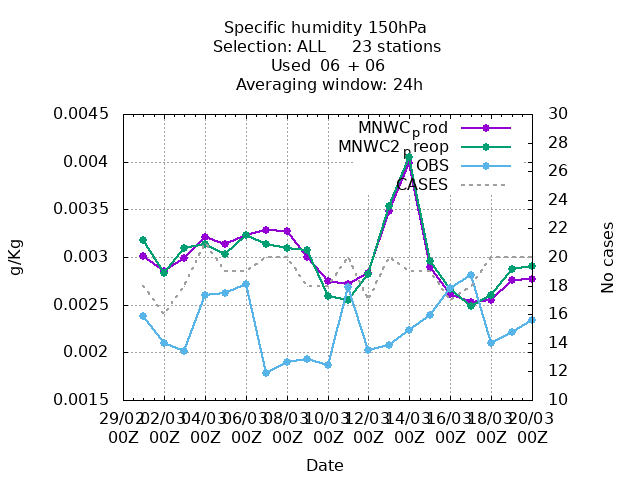 Specific humidity 150hPa
Selection: ALL 23 stations
Used 06 + 06
Averaging window: 24h
0.0045
0.004
0.0035
0.003
0.0025
0.002
0.0015
30
28
26
24
22
20
18
16
14
12
10
MNWCprod
MNWC2preop
OBS
CASES
g/Kg
No cases
29/02 02/03 04/03 06/03 08/03 10/03 12/03 14/03 16/03 18/03 20/03
00Z 00Z 00Z 00Z 00Z 00Z 00Z 00Z 00Z 00Z 00Z
Date